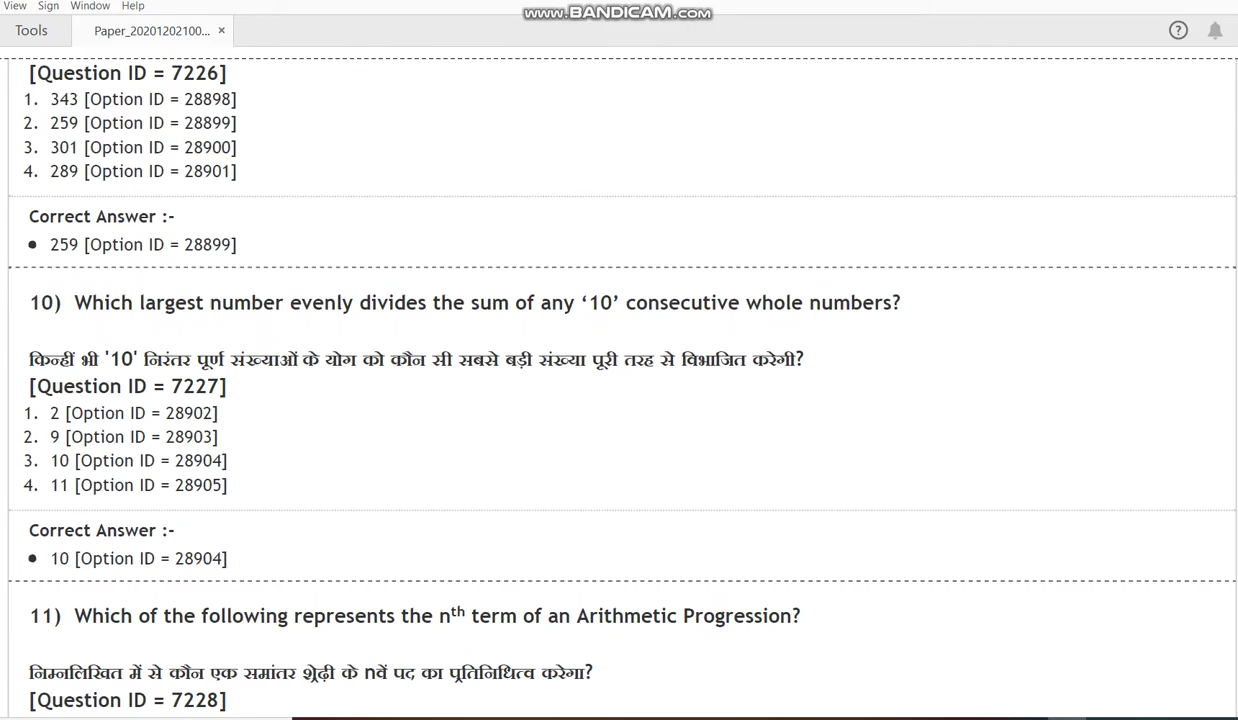 View Sign Window Help
www.BANDICAM.com
Tools Paper_20201202100... ×
[Question ID = 7226]
1. 343 [Option ID = 28898]
2. 259 [Option ID = 28899]
3. 301 [Option ID = 28900]
4. 289 [Option ID = 28901]
Correct Answer :-
• 259 [Option ID = 28899]
10) Which largest number evenly divides the sum of any ‘10’ consecutive whole numbers?
किन्हीं भी '10' निरंतर पूर्ण संख्याओं के योग को कौन सी सबसे बड़ी संख्या पूरी तरह से विभाजित करेगी?
[Question ID = 7227]
1. 2 [Option ID = 28902]
2. 9 [Option ID = 28903]
3. 10 [Option ID = 28904]
4. 11 [Option ID = 28905]
Correct Answer :-
• 10 [Option ID = 28904]
11) Which of the following represents the nth term of an Arithmetic Progression?
निम्नलिखित में से कौन एक समांतर श्रेढ़ी के nवें पद का प्रतिनिधित्व करेगा?
[Question ID = 7228]